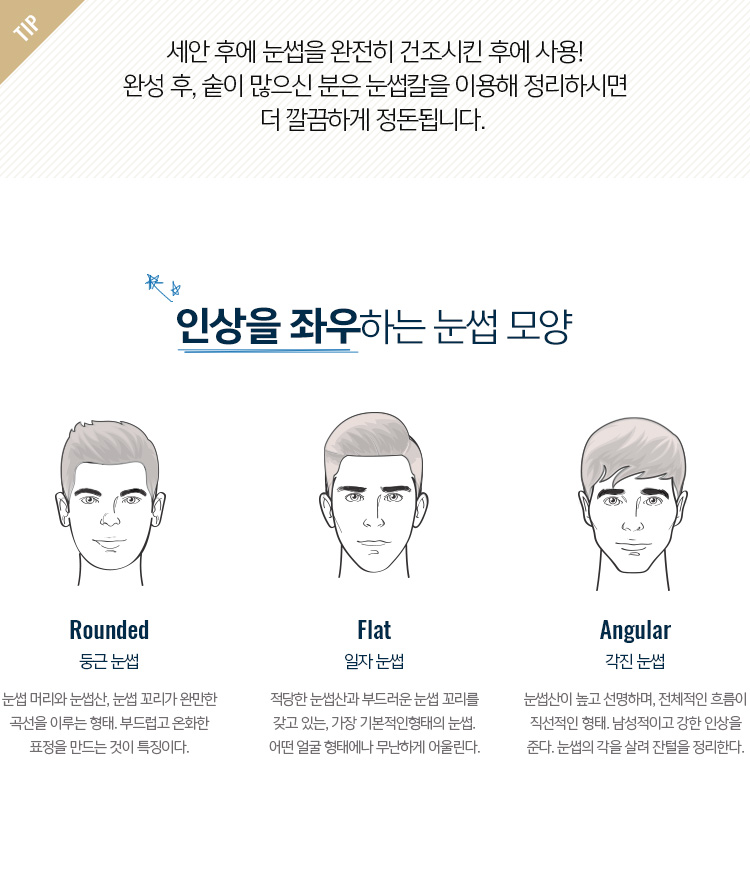 TIP
세안 후에 눈썹을 완전히 건조시킨 후에 사용!
완성 후, 숱이 많으신 분은 눈썹칼을 이용해 정리하시면
더 깔끔하게 정돈됩니다.
인상을 좌우하는 눈썹 모양
Rounded
둥근 눈썹
눈썹 머리와 눈썹산, 눈썹 꼬리가 완만한
곡선을 이루는 형태. 부드럽고 온화한
표정을 만드는 것이 특징이다.
Flat
일자 눈썹
적당한 눈썹산과 부드러운 눈썹 꼬리를
갖고 있는, 가장 기본적인형태의 눈썹.
어떤 얼굴 형태에나 무난하게 어울린다.
Angular
각진 눈썹
눈썹산이 높고 선명하며, 전체적인 흐름이
직선적인 형태. 남성적이고 강한 인상을
준다. 눈썹의 각을 살려 잔털을 정리한다.